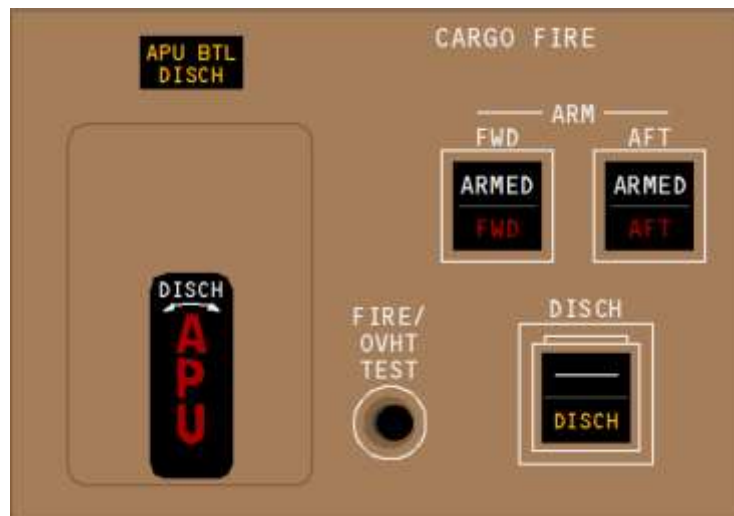 APU BTL
DISCH
CARGO FIRE
ARM
FWD
AFT
ARMED
FWD
ARMED
AFT
DISCH
APU
FIRE/
OVHT
TEST
DISCH
DISCH